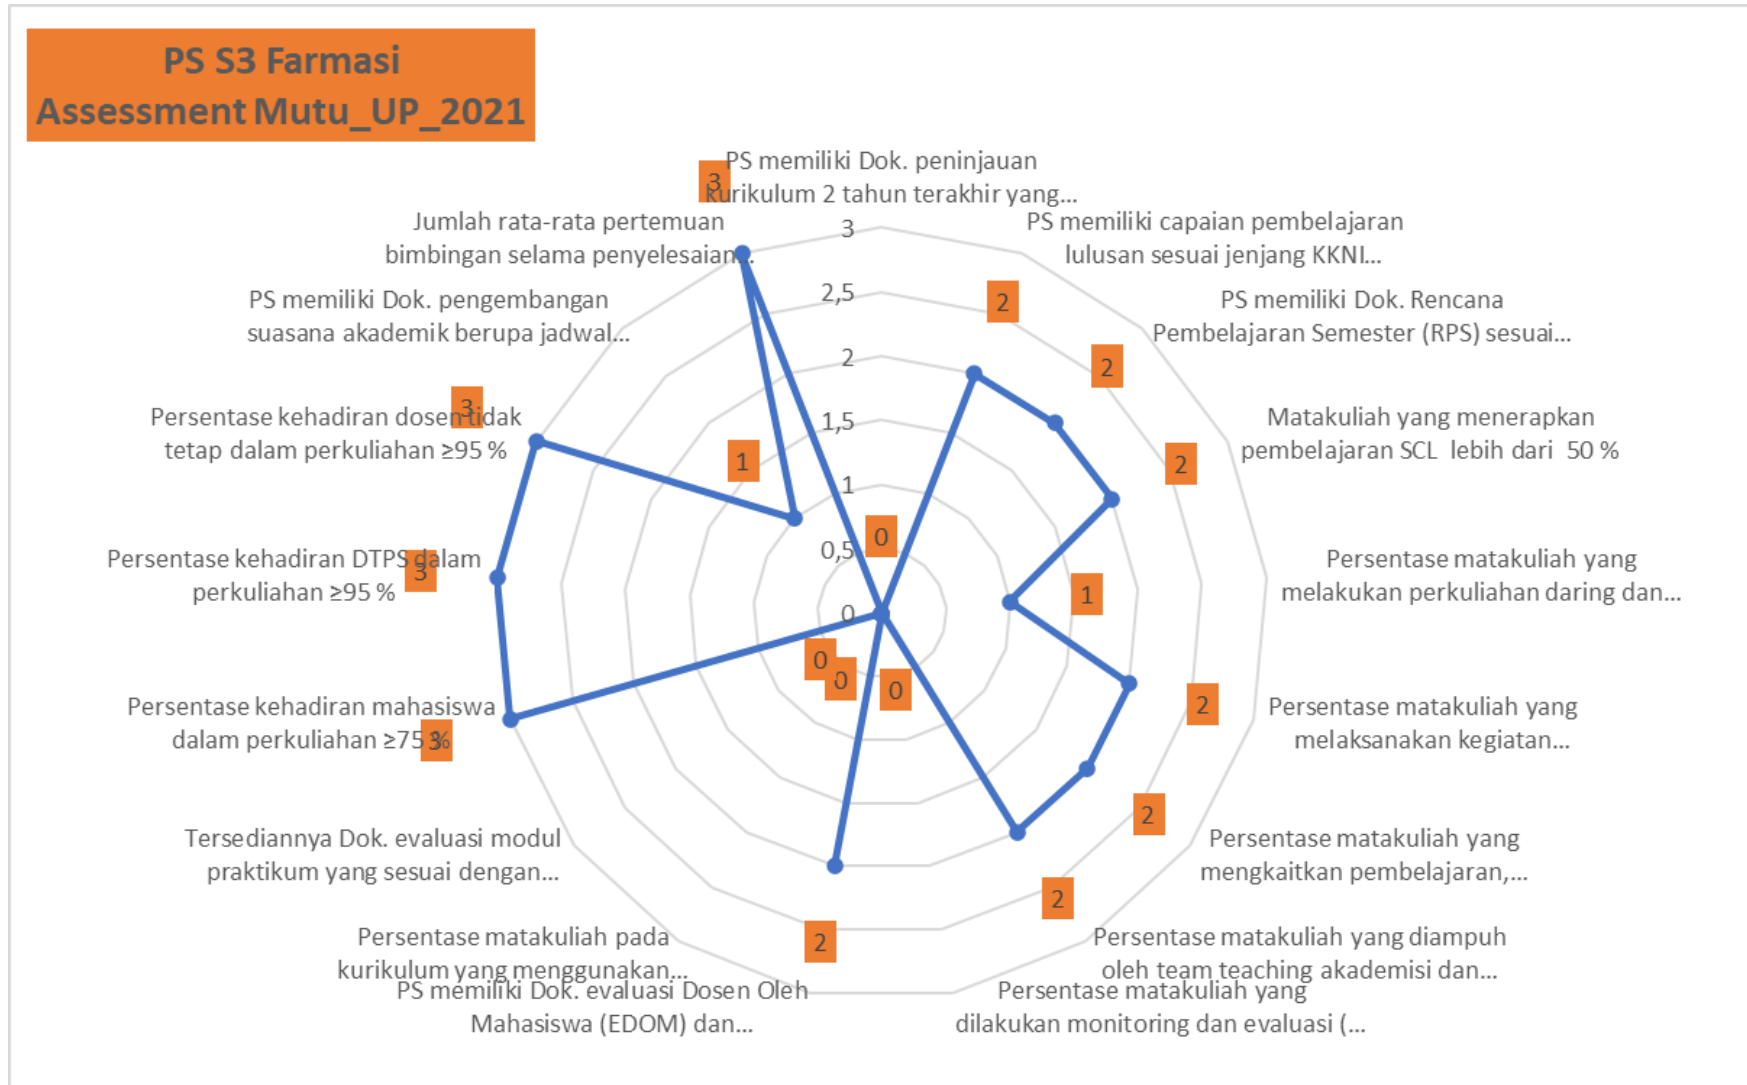 PS S3 Farmasi
Assessment Mutu_UP_2021
PS memiliki Dok. peninjauan
kurikulum 2 tahun terakhir yang...
PS memiliki capaian pembelajaran
lulusan sesuai jenjang KKNI...
PS memiliki Dok. Rencana
Pembelajaran Semester (RPS) sesuai...
Matakuliah yang menerapkan
pembelajaran SCL lebih dari 50 %
Persentase matakuliah yang
melakukan perkuliahan daring dan...
Persentase matakuliah yang
melaksanakan kegiatan...
Persentase matakuliah yang
mengkaitkan pembelajaran,...
Persentase matakuliah yang diampuh
oleh team teaching akademisi dan...
Persentase matakuliah yang
dilakukan monitoring dan evaluasi (...
PS memiliki Dok. evaluasi Dosen Oleh
Mahasiswa (EDOM) dan...
Persentase matakuliah pada
kurikulum yang menggunakan...
Tersediannya Dok. evaluasi modul
praktikum yang sesuai dengan...
Persentase kehadiran mahasiswa
dalam perkuliahan ≥75 %
Persentase kehadiran DTPS dalam
perkuliahan ≥95 %
Persentase kehadiran dosen tidak
tetap dalam perkuliahan ≥95 %
PS memiliki Dok. pengembangan
suasana akademik berupa jadwal...
Jumlah rata-rata pertemuan
bimbingan selama penyelesaian...
3
2,5
2
1,5
1
0,5
0
0
2
2
2
1
2
2
2
0
2
0
0
3
3
3
1
3